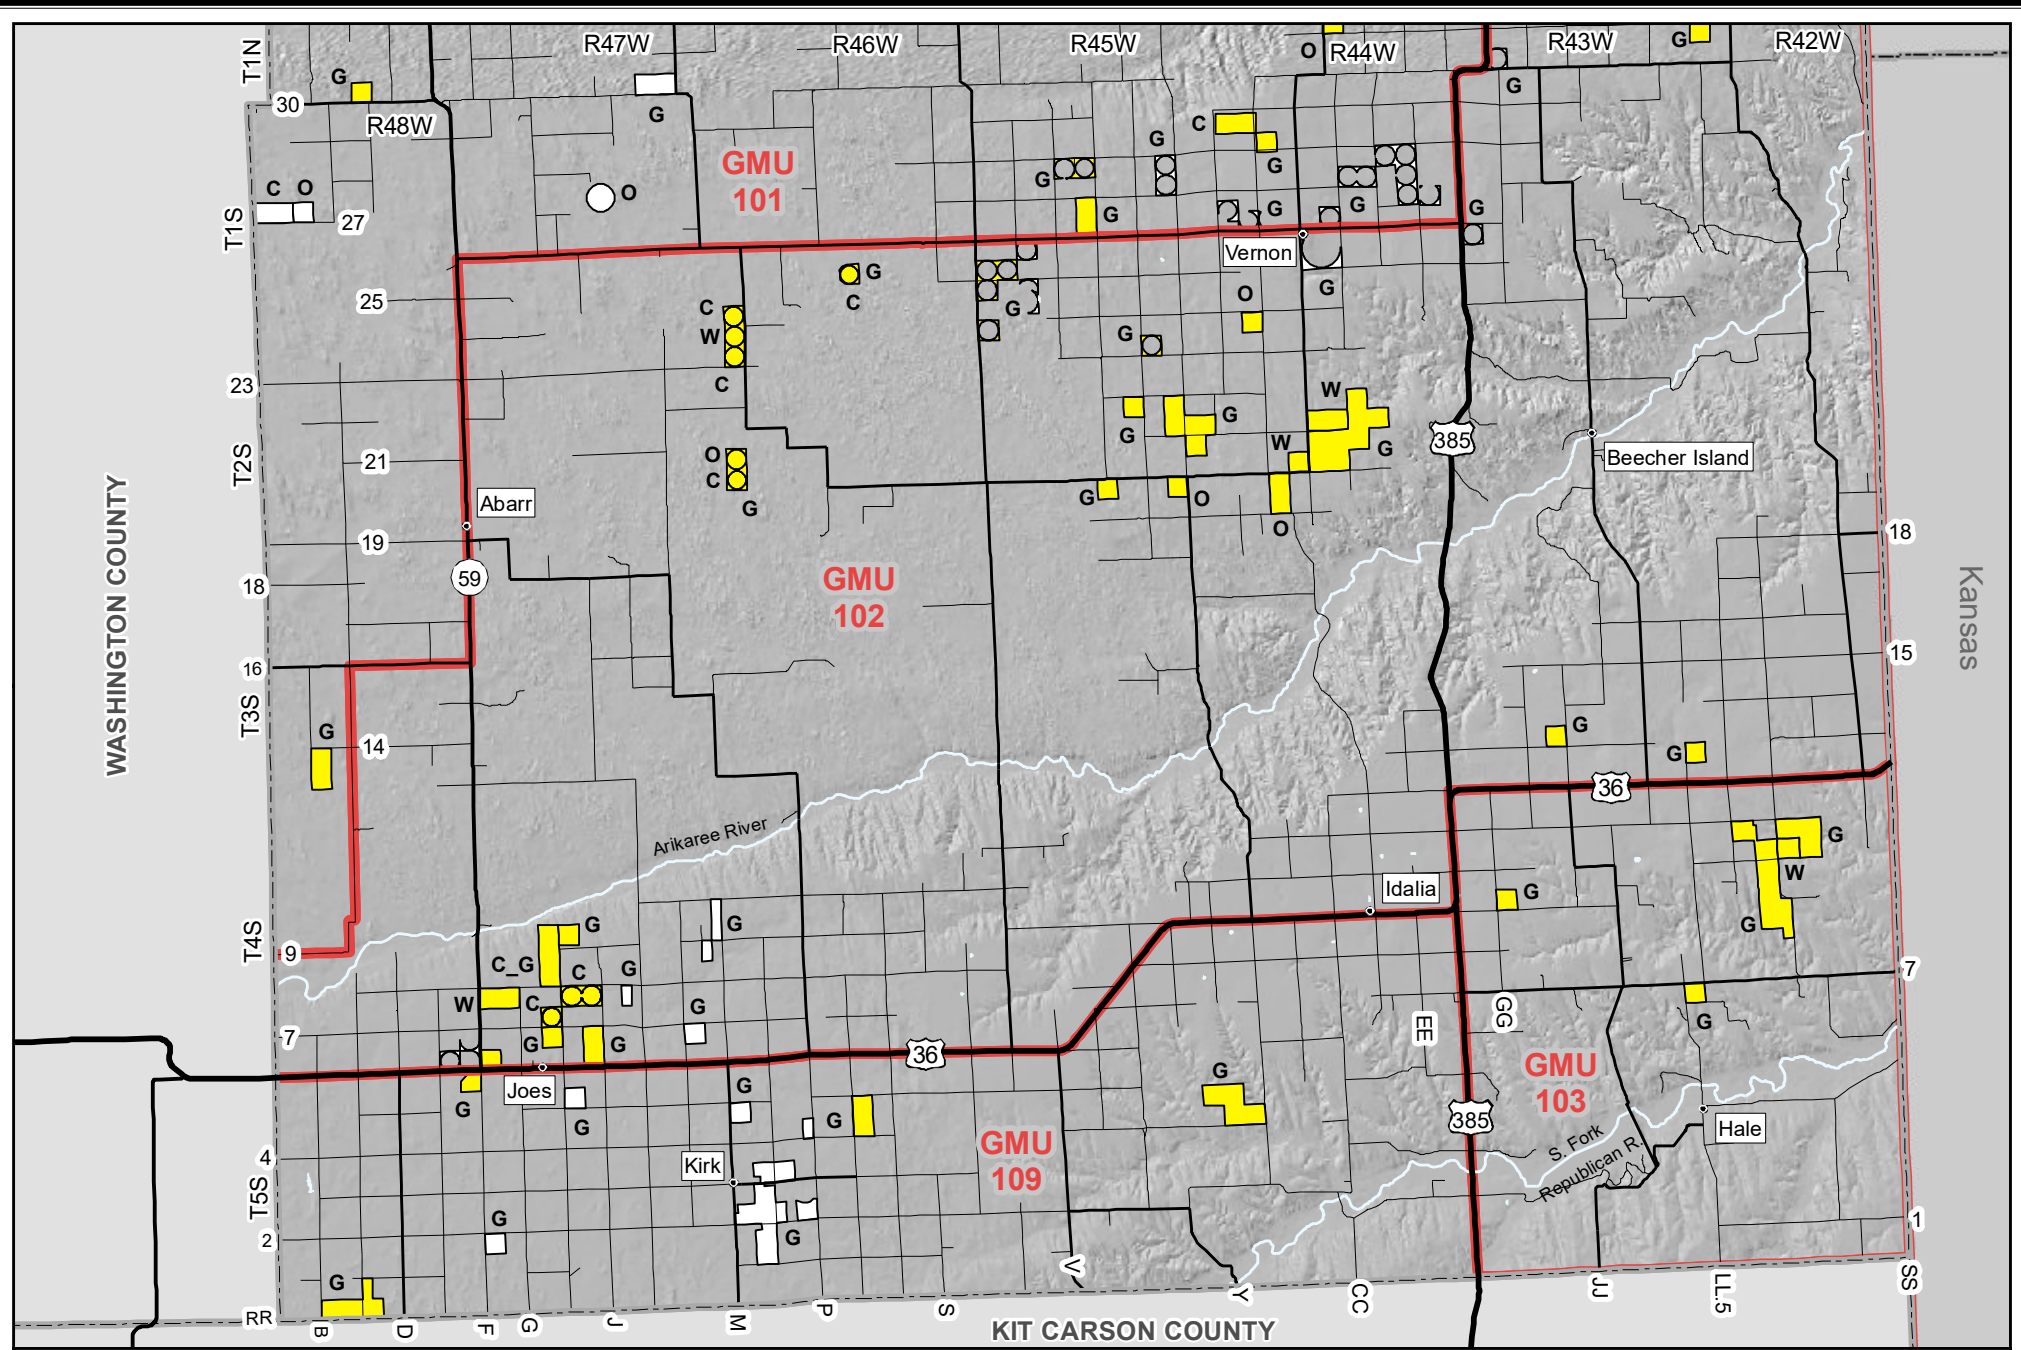 T1N
R47W
R46W
R45W
O
R44W
R43W
G
R42W
G
30
R48W
G
G
C
G
GMU
101
G
G
C O
O
G
G
G
G
G
27
T1S
Vernon
G
C
G
O
G
25
C
W
G
G
C
23
W
G
G
G
W
385
Beecher Island
O
C
G
21
T2S
G
O
O
Abarr
WASHINGTON COUNTY
19
18
59
18
GMU
102
Kansas
16
15
T3S
G
14
G
G
36
Arikaree River
G
W
G
Idalia
G
G
G
T4S
9
C_G
C
G
7
W
C
G
G
GG
EE
G
7
G
G
36
GMU
103
G
Joes
G
G
G
G
385
Hale
GMU
109
S. Fork
Republican R.
4
Kirk
T5S
G
G
2
1
G
V
Y
CC
JJ
LL.5
SS
RR
B
D
F
G
J
M
P
S
KIT CARSON COUNTY